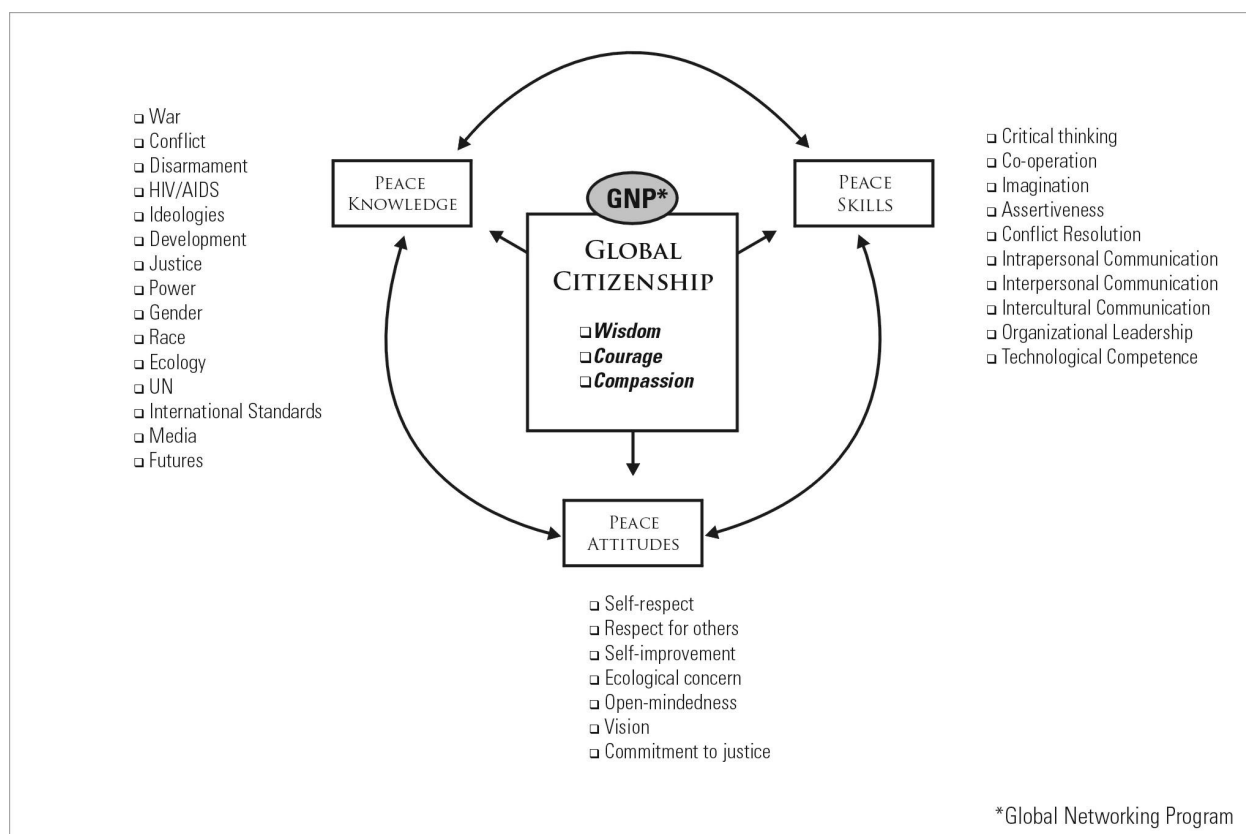 ❑ War
❑ Conflict
❑ Disarmament
❑ HIV/AIDS
❑ Ideologies
❑ Development
❑ Justice
❑ Power
❑ Gender
❑ Race
❑ Ecology
❑ UN
❑ International Standards
❑ Media
❑ Futures
PEACE
KNOWLEDGE
GNP*
GLOBAL
CITIZENSHIP
❑ Wisdom
❑ Courage
❑ Compassion
PEACE
SKILLS
❑ Critical thinking
❑ Co-operation
❑ Imagination
❑ Assertiveness
❑ Conflict Resolution
❑ Intrapersonal Communication
❑ Interpersonal Communication
❑ Intercultural Communication
❑ Organizational Leadership
❑ Technological Competence
PEACE
ATTITUDES
❑ Self-respect
❑ Respect for others
❑ Self-improvement
❑ Ecological concern
❑ Open-mindedness
❑ Vision
❑ Commitment to justice
*Global Networking Program